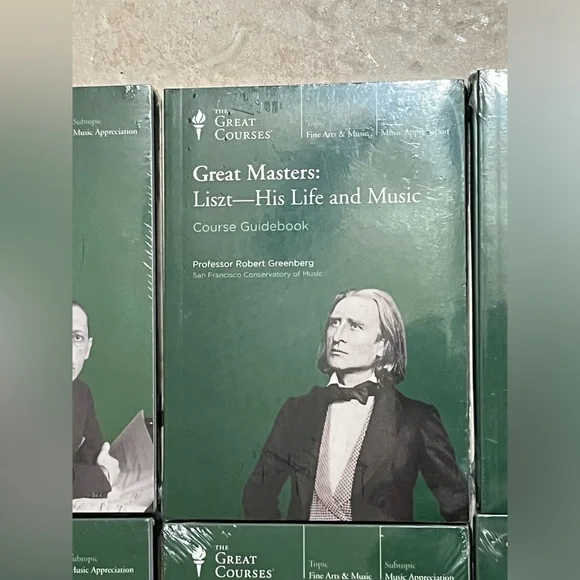 Subtopic
Music Appreciation
THE
GREAT
COURSES®
Topic
Fine Arts & Music
Music Appreciation
Great Masters:
Liszt—His Life and Music
Course Guidebook
Professor Robert Greenberg
San Francisco Conservatory of Music
Subtopic
Music Appreciation
THE
GREAT
COURSES®
Topic
Fine Arts & Music
Subtopic
Music Appreciation